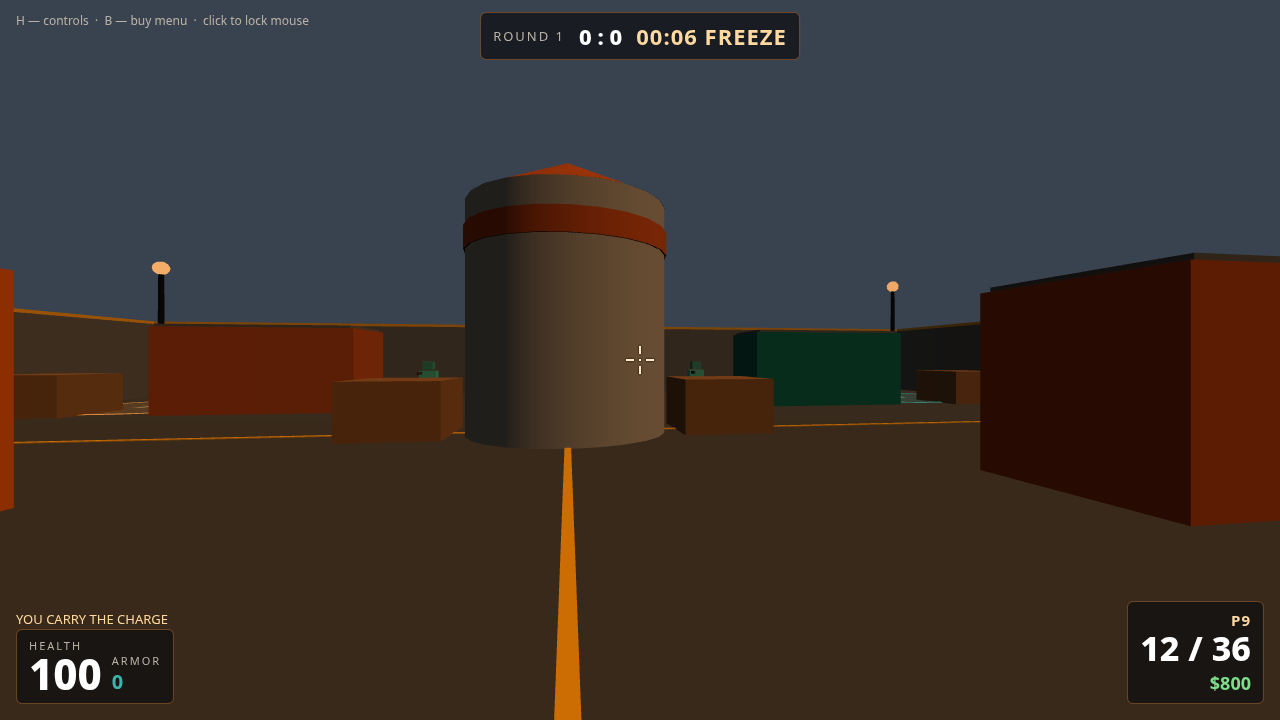 H — controls · B — buy menu · click to lock mouse
ROUND 1 0 : 0 00:06 FREEZE
YOU CARRY THE CHARGE
HEALTH
100
ARMOR
0
P9
12 / 36
$800